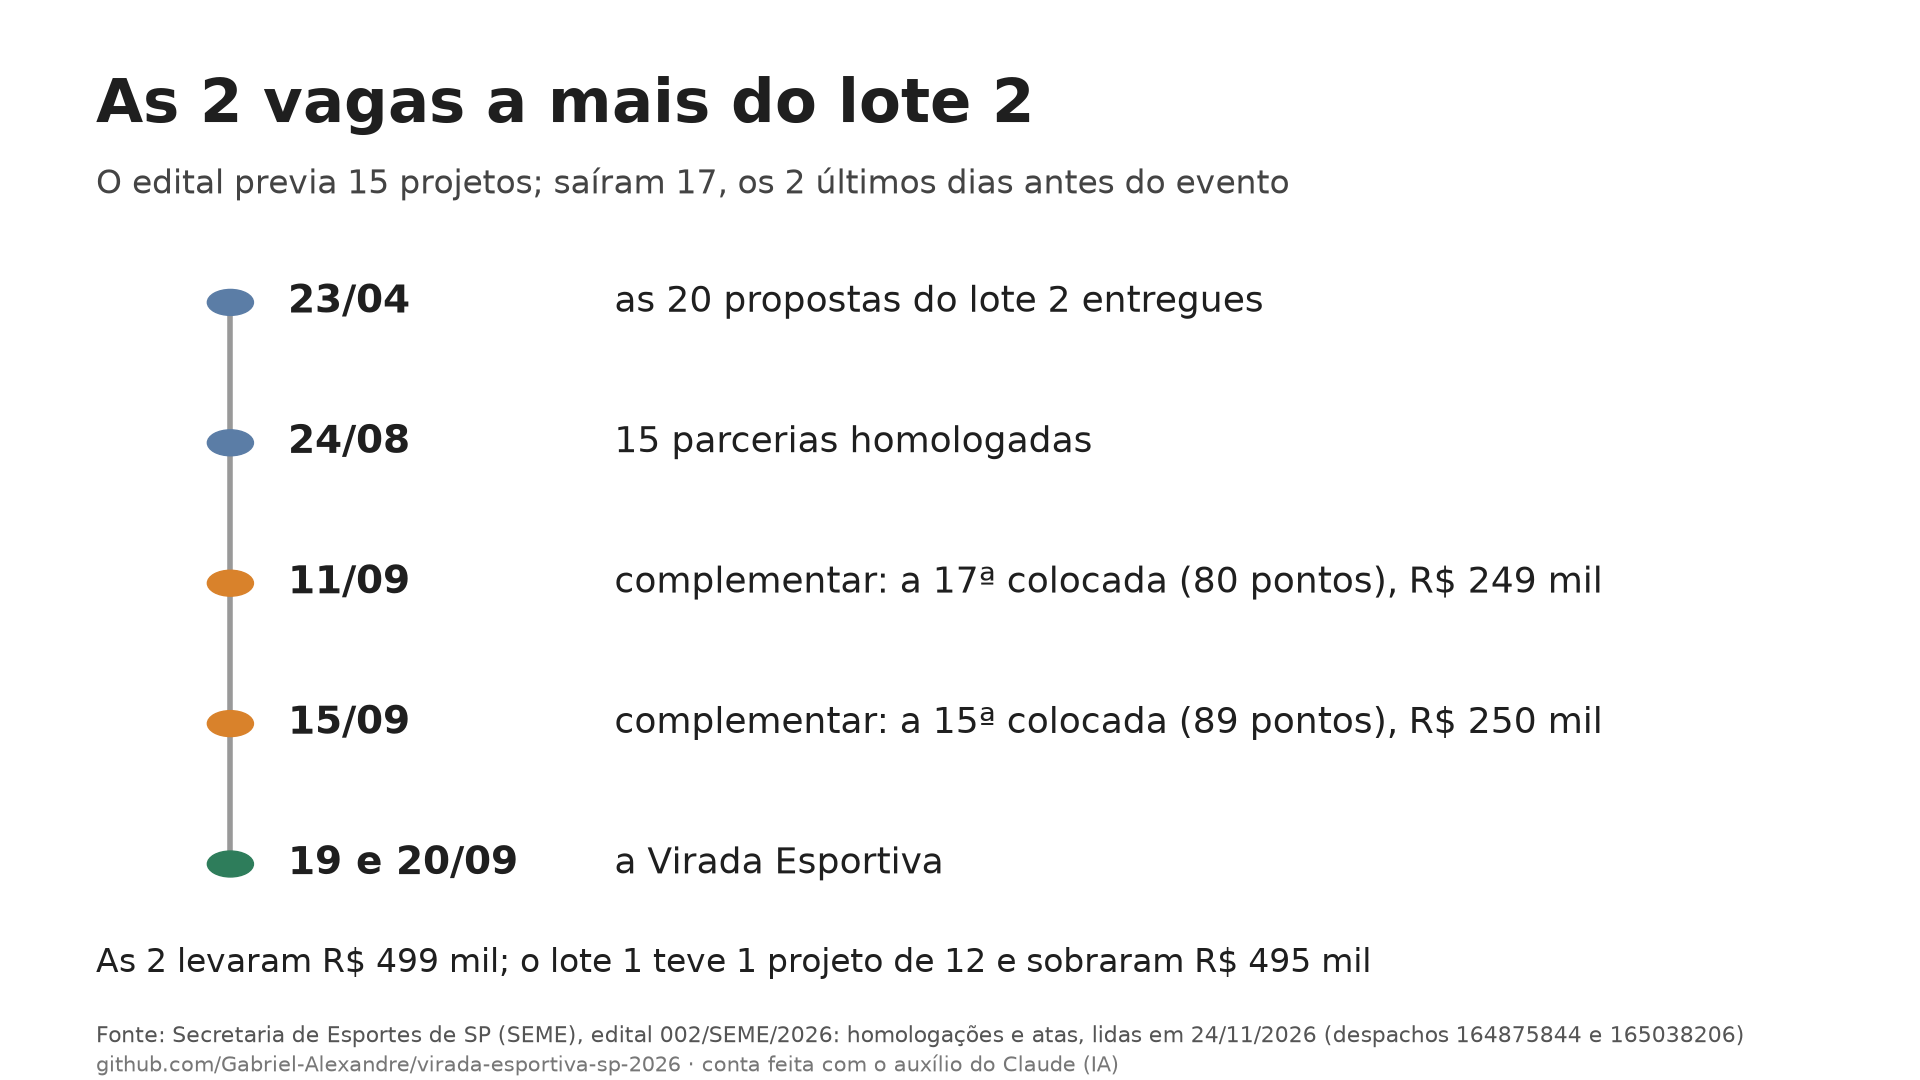 As 2 vagas a mais do lote 2
O edital previa 15 projetos; saíram 17, os 2 últimos dias antes do evento
23/04 as 20 propostas do lote 2 entregues
24/08 15 parcerias homologadas
11/09 complementar: a 17ª colocada (80 pontos), R$ 249 mil
15/09 complementar: a 15ª colocada (89 pontos), R$ 250 mil
19 e 20/09 a Virada Esportiva
As 2 levaram R$ 499 mil; o lote 1 teve 1 projeto de 12 e sobraram R$ 495 mil
Fonte: Secretaria de Esportes de SP (SEME), edital 002/SEME/2026: homologações e atas, lidas em 24/11/2026 (despachos 164875844 e 165038206)
github.com/Gabriel-Alexandre/virada-esportiva-sp-2026 · conta feita com o auxílio do Claude (IA)